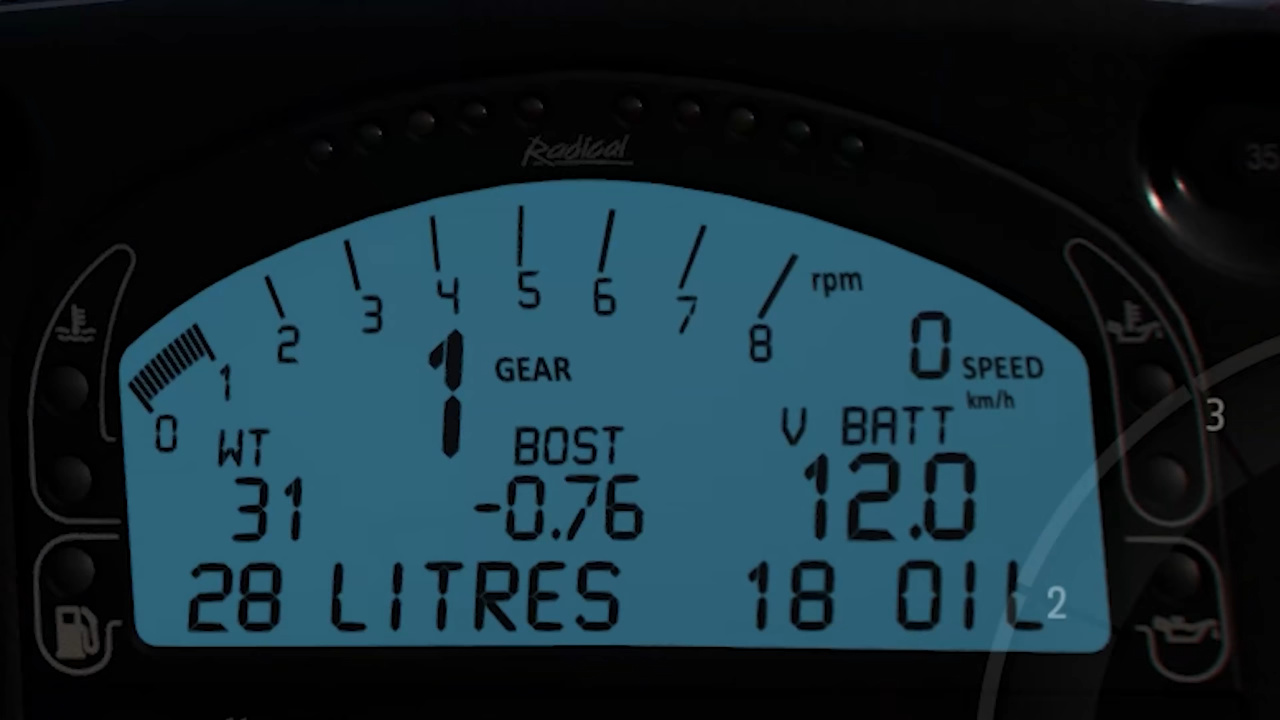 Radical
35
0 1 2 3 4 5 6 7 8 rpm
1 GEAR
0 SPEED
km/h
3
WT BOST V BATT
31 -0.76 12.0
28 LITRES 18 OIL
2